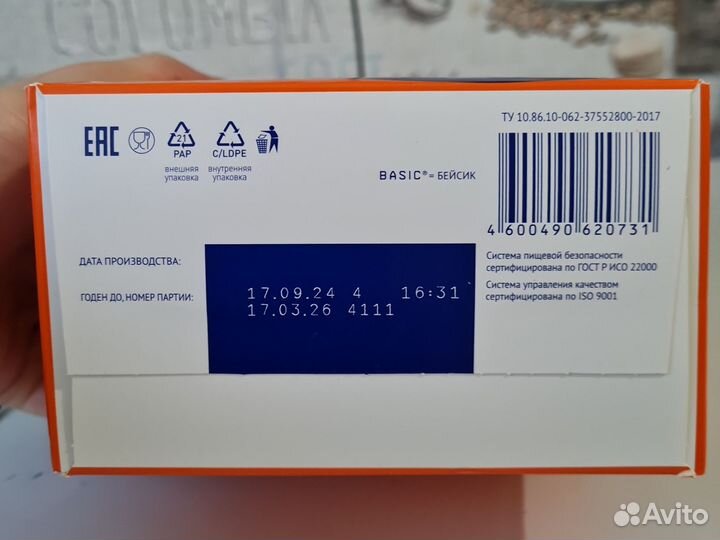 COLUMBIA
ТУ 10.86.10-062-37552800-2017
EAC
21
PAP
C/LDPE
внешняя упаковка
внутренняя упаковка
BASIC® = БЕЙСИК
4 600490 620731
ДАТА ПРОИЗВОДСТВА:
Система пищевой безопасности
сертифицирована по ГОСТ Р ИСО 22000
Система управления качеством
сертифицирована по ISO 9001
ГОДЕН ДО, НОМЕР ПАРТИИ:
17.09.24 4 16:31
17.03.26 4111
Avito